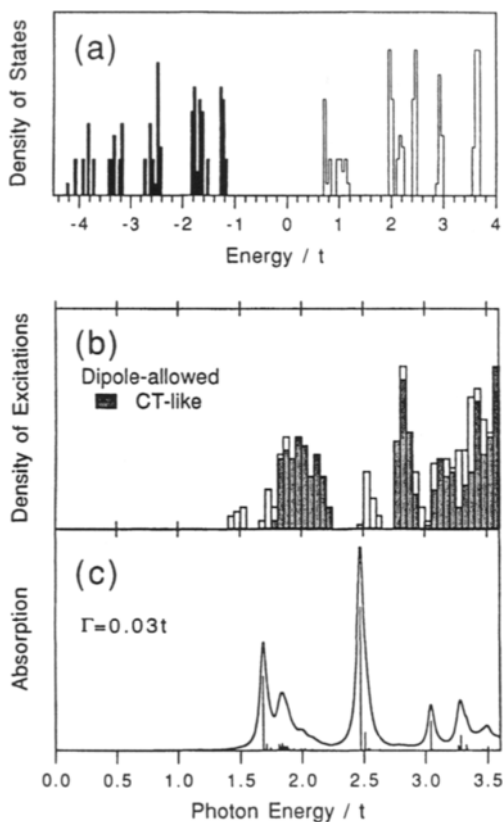 (a)
Density of States
-4 -3 -2 -1 0 1 2 3 4
Energy / t
(b)
Dipole-allowed
CT-like
Density of Excitations
(c)
Γ=0.03t
Absorption
0.0 0.5 1.0 1.5 2.0 2.5 3.0 3.5
Photon Energy / t